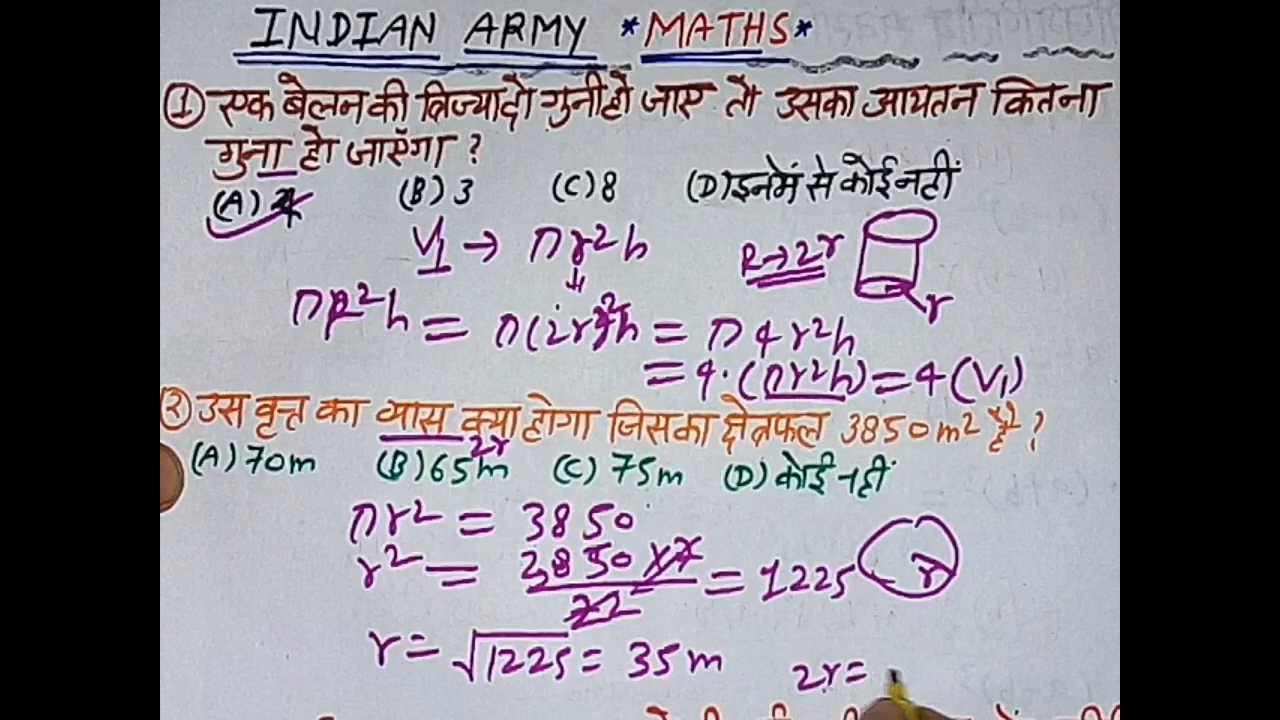 INDIAN ARMY *MATHS*
① एक बेलन की त्रिज्या दो गुनी हो जाए तो उसका आयतन कितना
गुना हो जाएगा ?
(A) 4 (B) 3 (C) 8 (D) इनमें से कोई नहीं
V₁ → πr²h R→2r
r
πR²h = π(2r)²h = π4r²h
= 4·(πr²h) = 4(V₁)
② उस वृत्त का व्यास क्या होगा जिसका क्षेत्रफल 3850m² है ?
2r
(A) 70m (B) 65m (C) 75m (D) कोई नहीं
πr² = 3850
r² = 3850×7/22 = 1225 r
r = √1225 = 35m 2r =